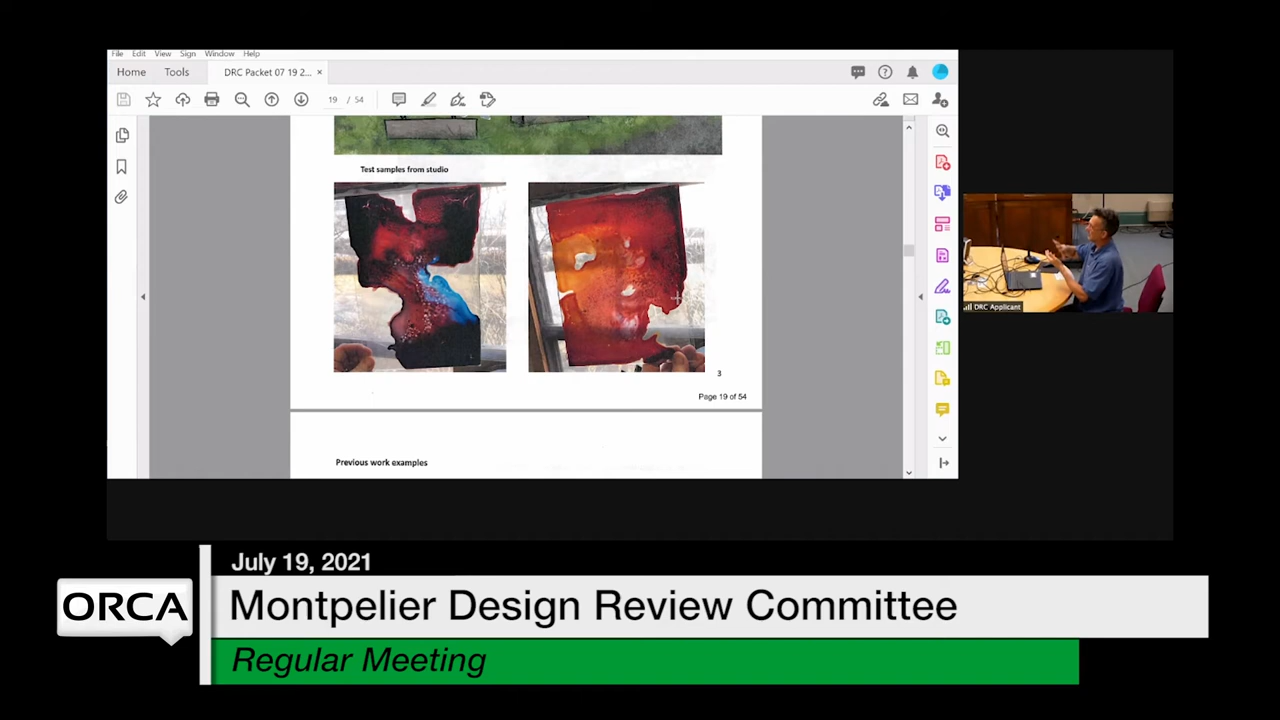 File Edit View Sign Window Help
Home Tools DRC Packet 07 19 2... ×
19 / 54
Test samples from studio
3
Page 19 of 54
Previous work examples
DRC Applicant
July 19, 2021
ORCA
Montpelier Design Review Committee
Regular Meeting